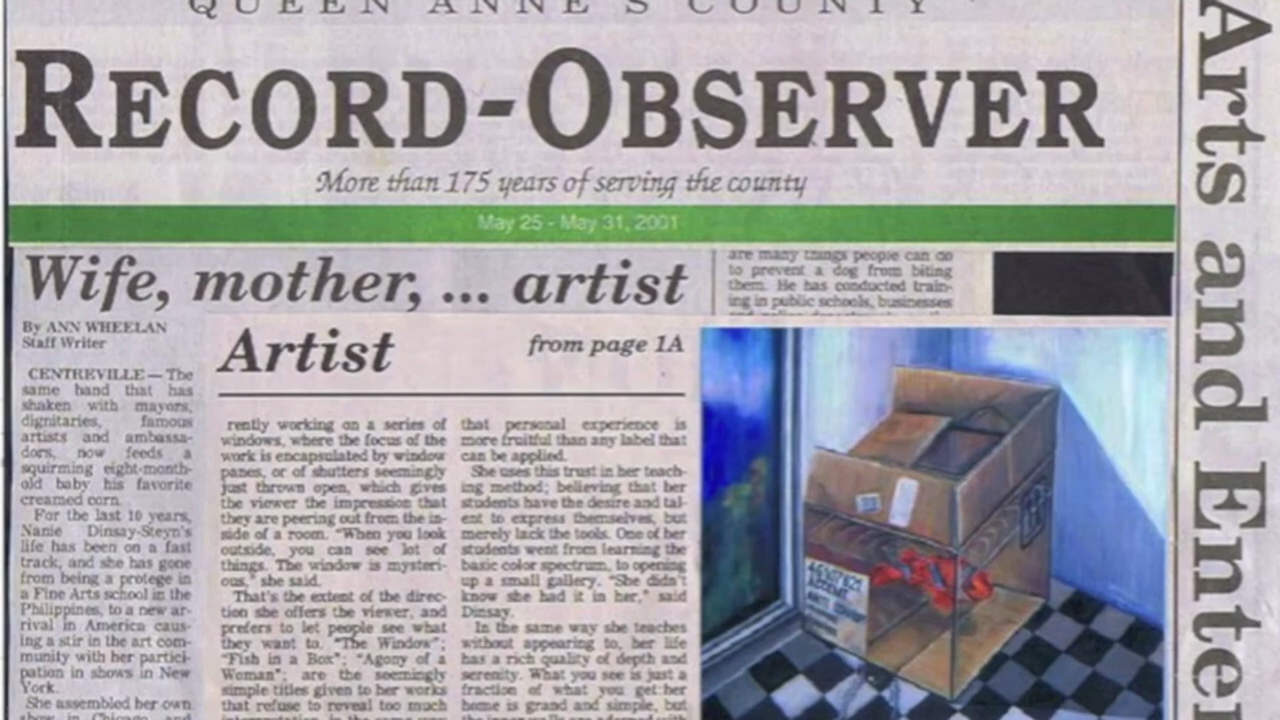 QUEEN ANNE'S COUNTY
RECORD-OBSERVER
More than 175 years of serving the county
May 25 - May 31, 2001
Wife, mother, ... artist
By ANN WHEELAN
Staff Writer
CENTREVILLE — The
same hand that has
shaken with mayors,
dignitaries, famous
artists and ambassa-
dors, now feeds a
squirming eight-month-
old baby his favorite
creamed corn.
For the last 10 years,
Nanie Dinsay-Steyn's
life has been on a fast
track, and she has gone
from being a protege in
a Fine Arts school in the
Philippines, to a new ar-
rival in America caus-
ing a stir in the art com-
munity with her partici-
pation in shows in New
York.
She assembled her own
show in Chicago, and
Artist
from page 1A
rently working on a series of
windows, where the focus of the
work is encapsulated by window
panes, or of shutters seemingly
just thrown open, which gives
the viewer the impression that
they are peering out from the in-
side of a room. "When you look
outside, you can see lot of
things. The window is mysteri-
ous," she said.
That's the extent of the direc-
tion she offers the viewer, and
prefers to let people see what
they want to. "The Window";
"Fish in a Box"; "Agony of a
Woman"; are the seemingly
simple titles given to her works
that refuse to reveal too much
interpretation, in the same way
that personal experience is
more fruitful than any label that
can be applied.
She uses this trust in her teach-
ing method; believing that her
students have the desire and tal-
ent to express themselves, but
merely lack the tools. One of her
students went from learning the
basic color spectrum, to opening
up a small gallery. "She didn't
know she had it in her," said
Dinsay.
In the same way she teaches
without appearing to, her life
has a rich quality of depth and
serenity. What you see is just a
fraction of what you get: her
home is grand and simple, but
the inner walls are adorned with
are many things people can do
to prevent a dog from biting
them. He has conducted train-
ing in public schools, businesses
Arts and Enter